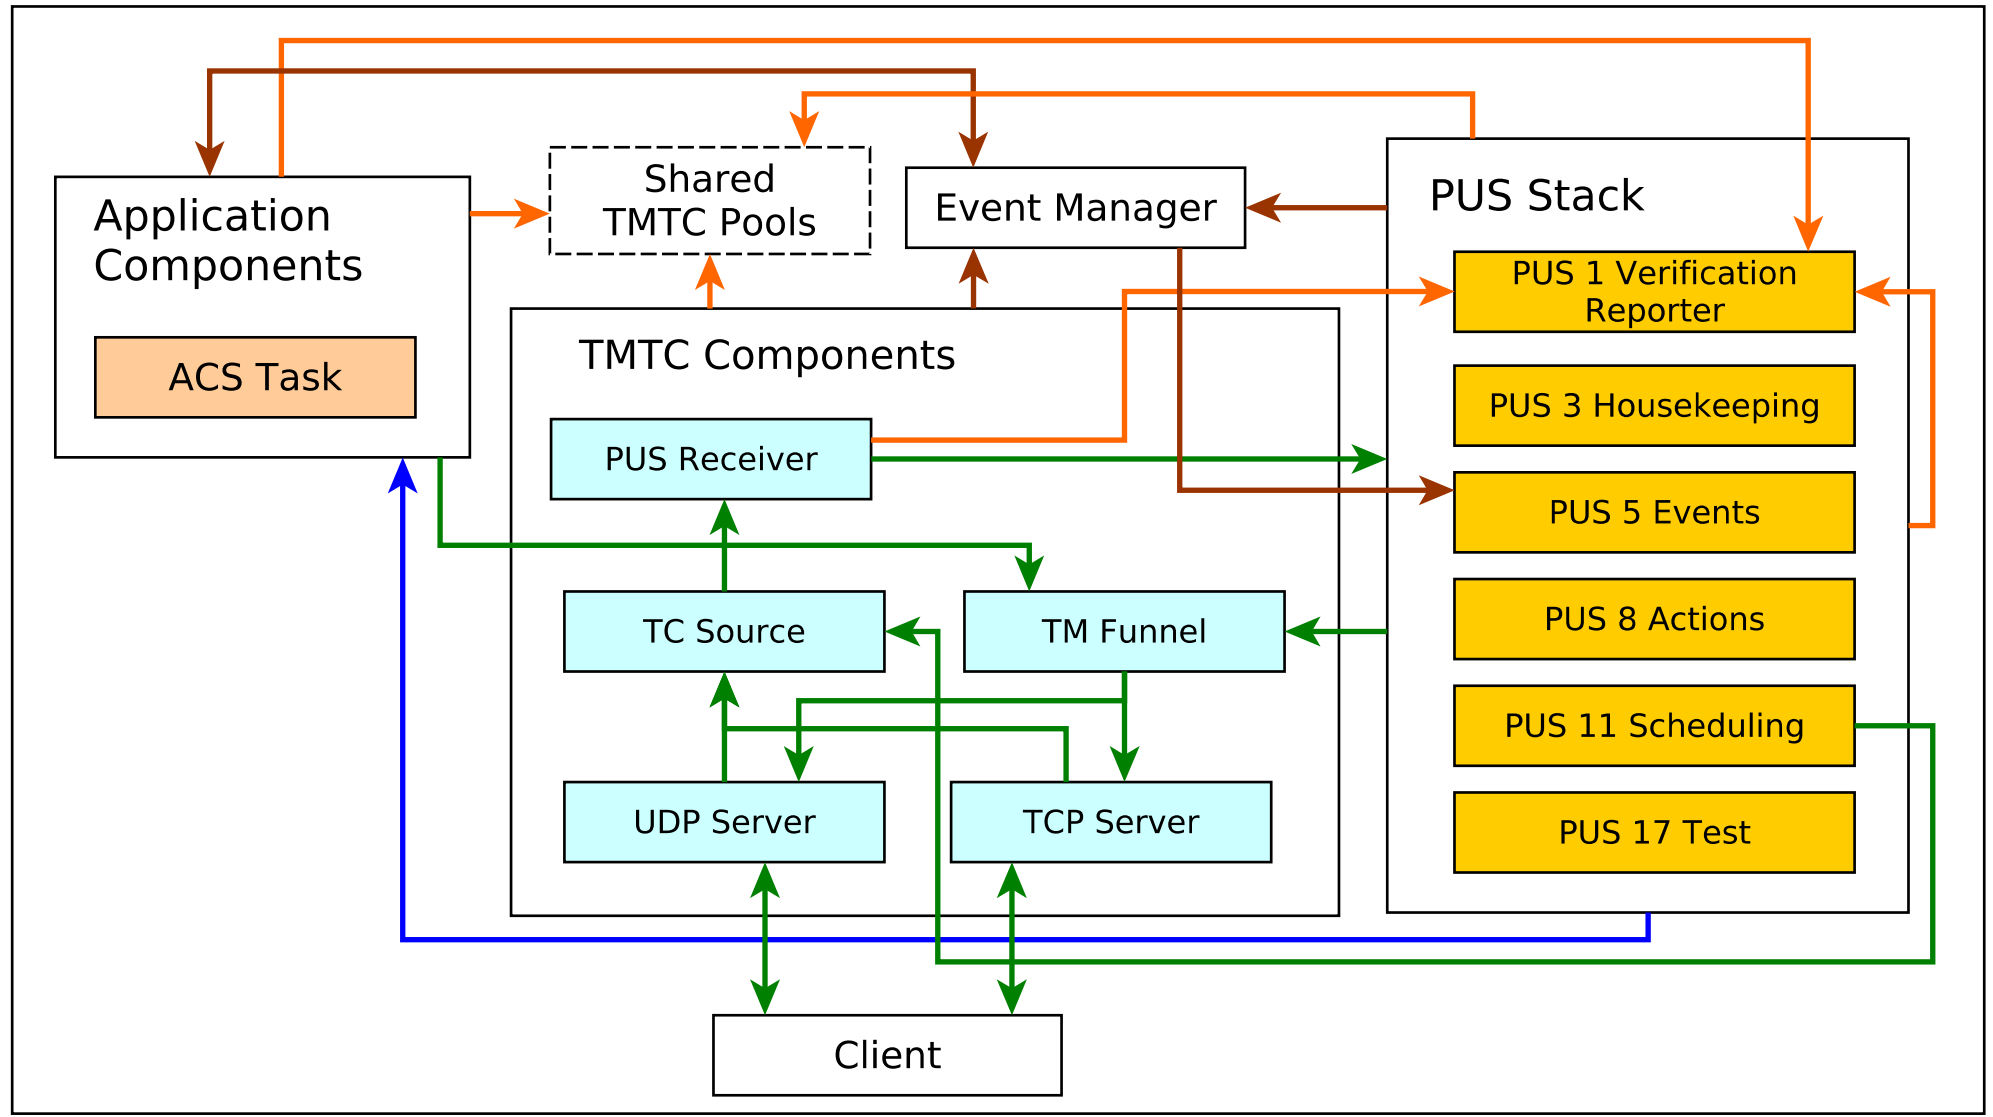 Application
Components
ACS Task
Shared
TMTC Pools
Event Manager
TMTC Components
PUS Receiver
TC Source
TM Funnel
UDP Server
TCP Server
Client
PUS Stack
PUS 1 Verification
Reporter
PUS 3 Housekeeping
PUS 5 Events
PUS 8 Actions
PUS 11 Scheduling
PUS 17 Test